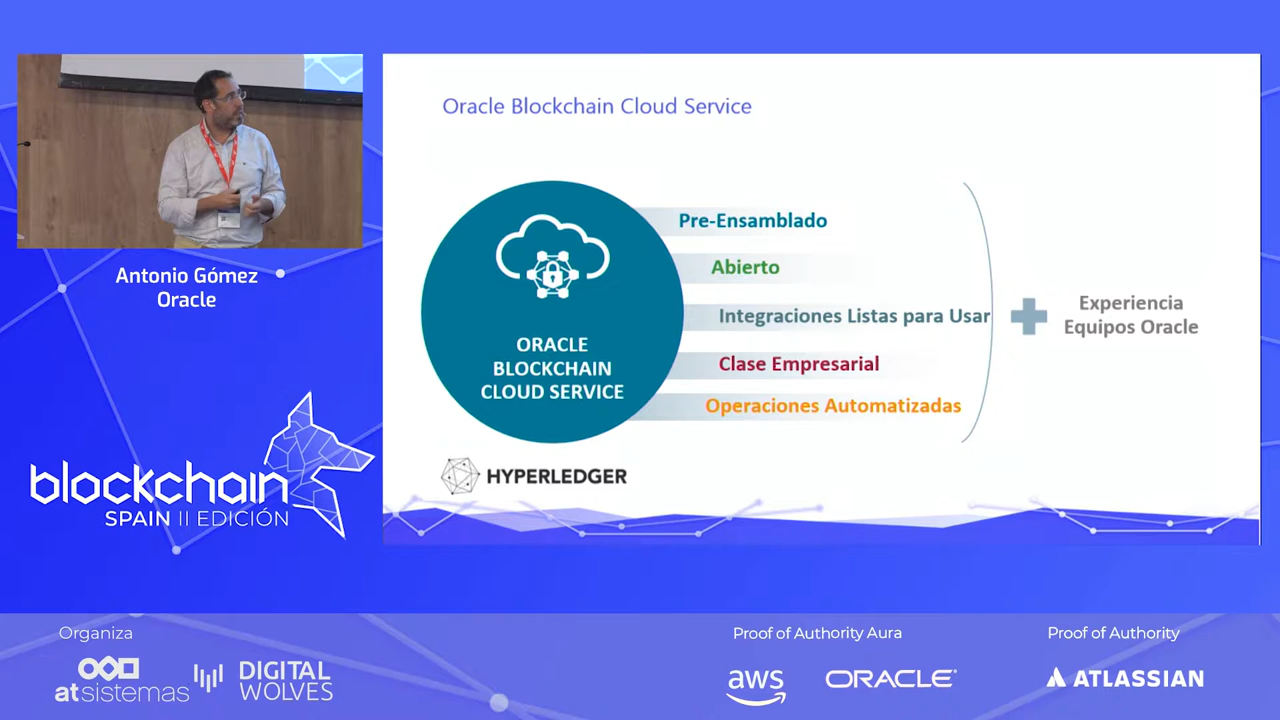 Oracle Blockchain Cloud Service
Pre-Ensamblado
Abierto
Integraciones Listas para Usar
Clase Empresarial
Operaciones Automatizadas
Experiencia
Equipos Oracle
ORACLE
BLOCKCHAIN
CLOUD SERVICE
HYPERLEDGER
Antonio Gómez
Oracle
blockchain
SPAIN II EDICIÓN
Organiza
atsistemas
DIGITAL
WOLVES
Proof of Authority Aura
aws
ORACLE
Proof of Authority
ATLASSIAN